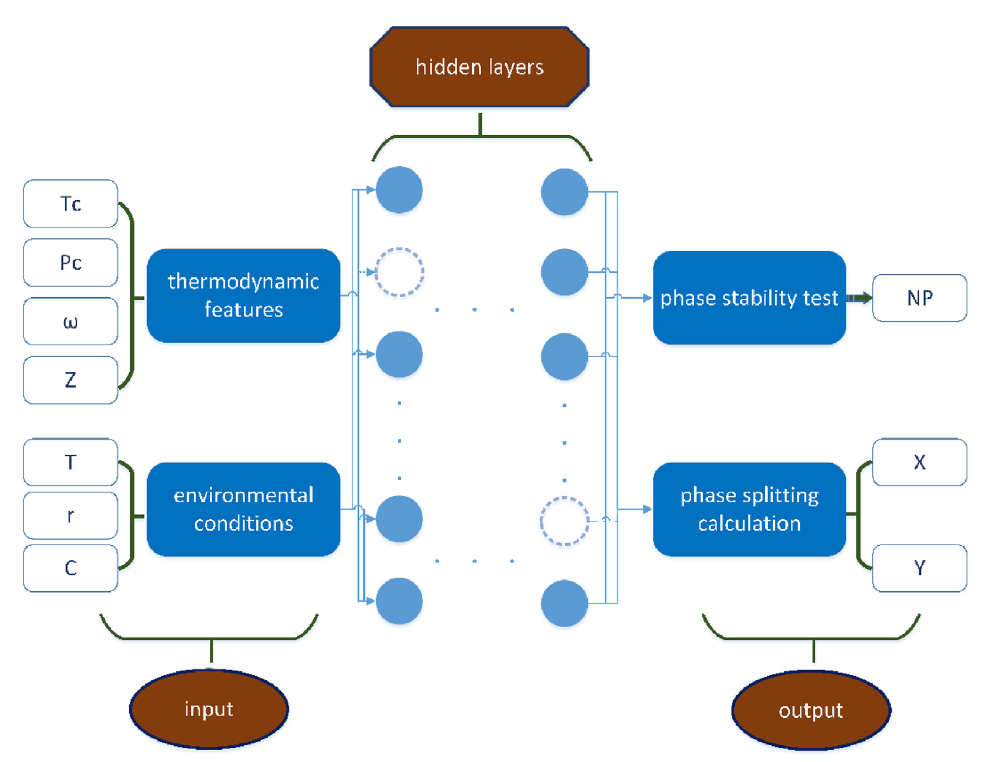 hidden layers
Tc
Pc
ω
Z
thermodynamic
features
phase stability test
NP
T
r
C
environmental
conditions
phase splitting
calculation
X
Y
input
output